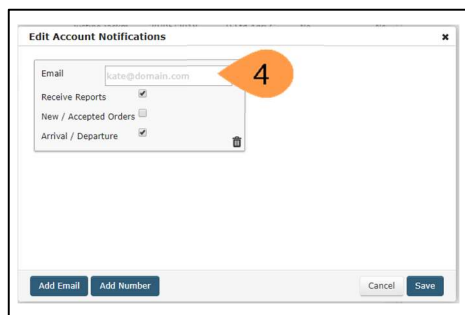 Edit Account Notifications
Email kate@domain.com
4
Receive Reports
New / Accepted Orders
Arrival / Departure
Add Email Add Number Cancel Save